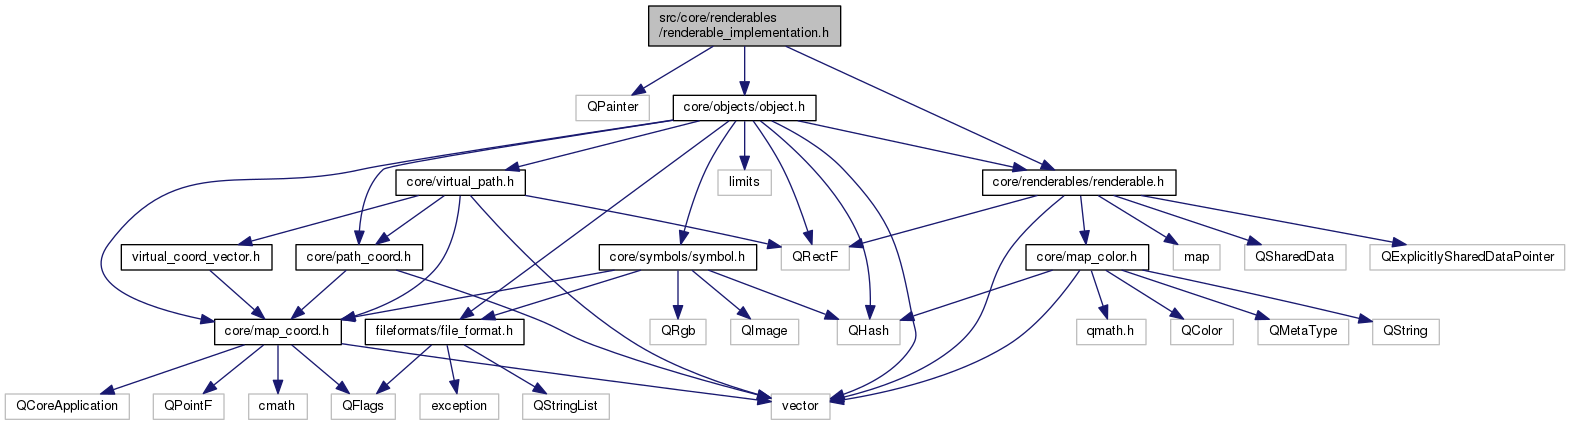 src/core/renderables
/renderable_implementation.h
QPainter
core/objects/object.h
core/virtual_path.h
limits
core/renderables/renderable.h
virtual_coord_vector.h
core/path_coord.h
core/symbols/symbol.h
QRectF
core/map_color.h
map
QSharedData
QExplicitlySharedDataPointer
core/map_coord.h
fileformats/file_format.h
QRgb
QImage
QHash
qmath.h
QColor
QMetaType
QString
QCoreApplication
QPointF
cmath
QFlags
exception
QStringList
vector